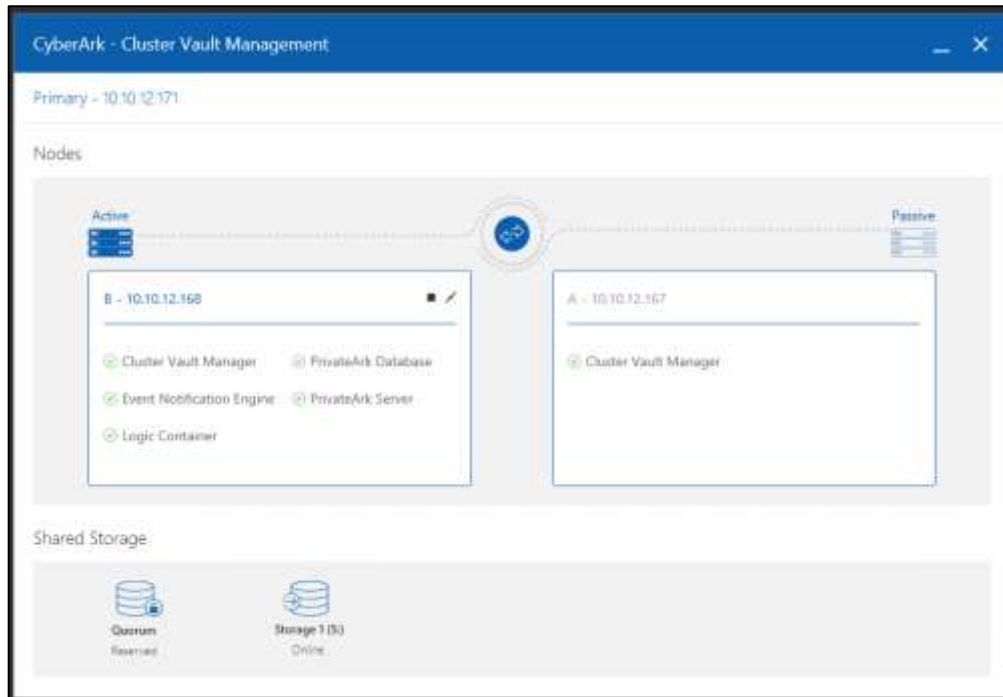 CyberArk - Cluster Vault Management
Primary - 10.10.12.171
Nodes
Active
Passive
B - 10.10.12.168
A - 10.10.12.167
Cluster Vault Manager
PrivateArk Database
Cluster Vault Manager
Event Notification Engine
PrivateArk Server
Logic Container
Shared Storage
Quorum
Reserved
Storage 1 (S:)
Online